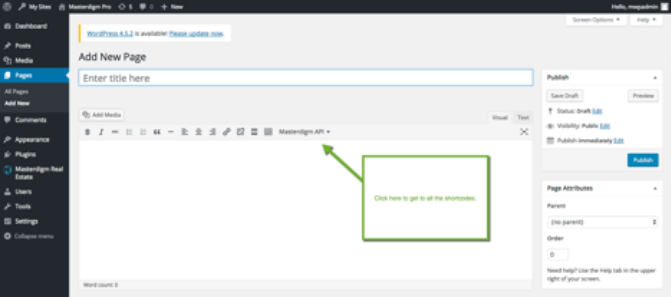 My Sites
Masterdigm Pro
5
0
New
Hello, mwpadmin
Screen Options
Help
Dashboard
Posts
Media
Pages
All Pages
Add New
Comments
Appearance
Plugins
Masterdigm Real
Estate
Users
Tools
Settings
Collapse menu
WordPress 4.5.2 is available! Please update now.
Add New Page
Enter title here
Add Media
Visual
Text
B I ABC
Masterdigm API
Click here to get to all the shortcodes.
Word count: 0
Publish
Save Draft
Preview
Status: Draft Edit
Visibility: Public Edit
Publish immediately Edit
Publish
Page Attributes
Parent
(no parent)
Order
0
Need help? Use the Help tab in the upper
right of your screen.